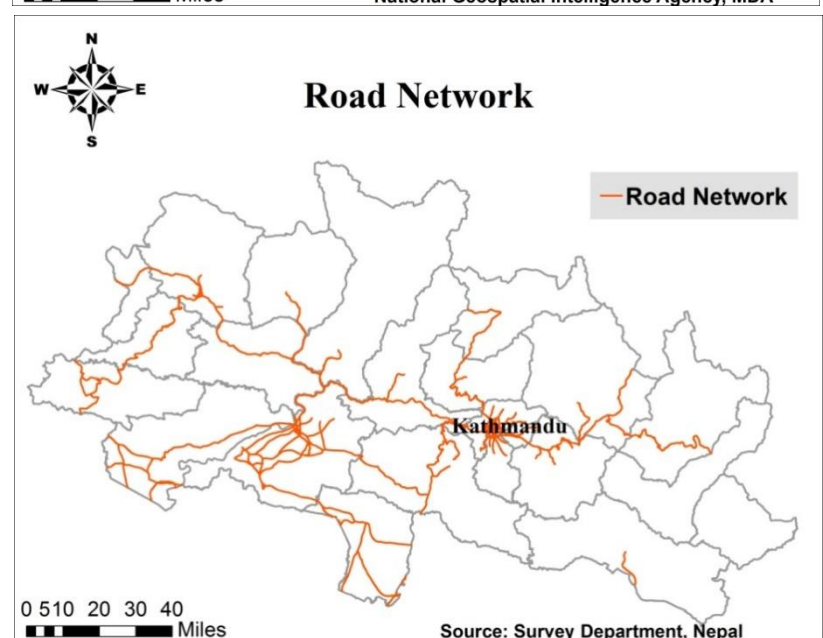 Miles
National Geospatial Intelligence Agency, MDA
N
W
E
S
Road Network
Road Network
Kathmandu
0 510 20 30 40
Miles
Source: Survey Department, Nepal